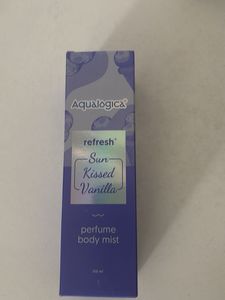 Aqualogica®
refresh+
Sun
Kissed
Vanilla
perfume
body mist